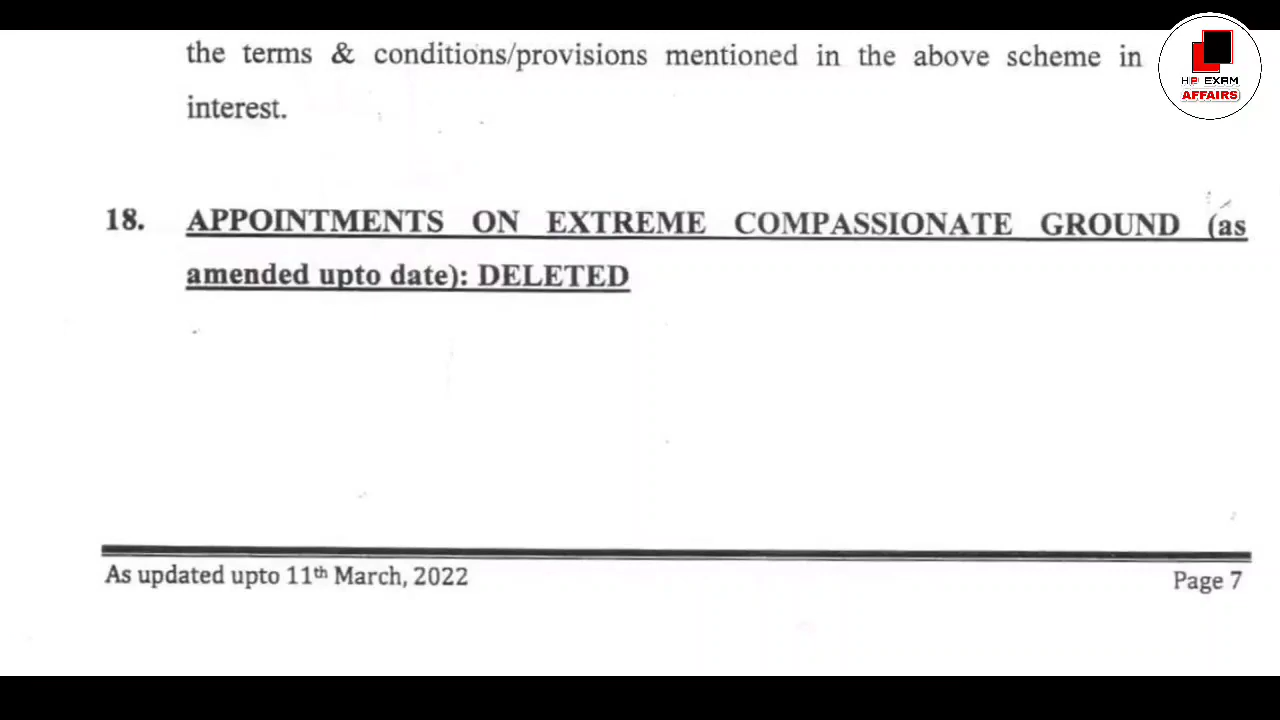 the terms & conditions/provisions mentioned in the above scheme in
interest.
HP EXAM
AFFAIRS
18. APPOINTMENTS ON EXTREME COMPASSIONATE GROUND (as
amended upto date): DELETED
As updated upto 11th March, 2022
Page 7